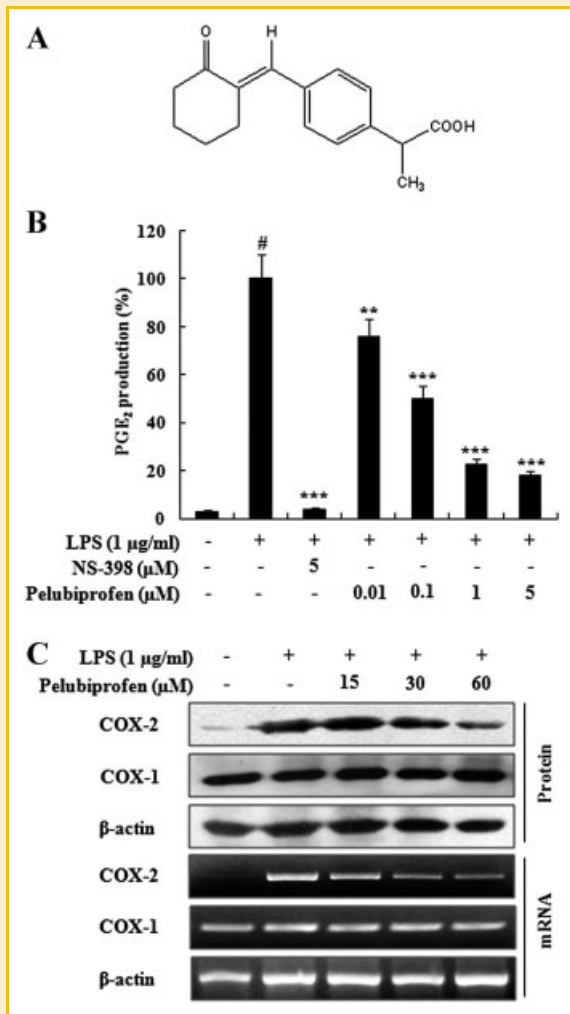 A
O
H
COOH
CH₃
B
PGE₂ production (%)
120
100
80
60
40
20
0
#
***
**
***
***
***
LPS (1 µg/ml) - + + + + + +
NS-398 (µM) - - 5 - - - -
Pelubiprofen (µM) - - - 0.01 0.1 1 5
C
LPS (1 µg/ml) - + + + +
Pelubiprofen (µM) - - 15 30 60
COX-2
COX-1
β-actin
Protein
COX-2
COX-1
β-actin
mRNA